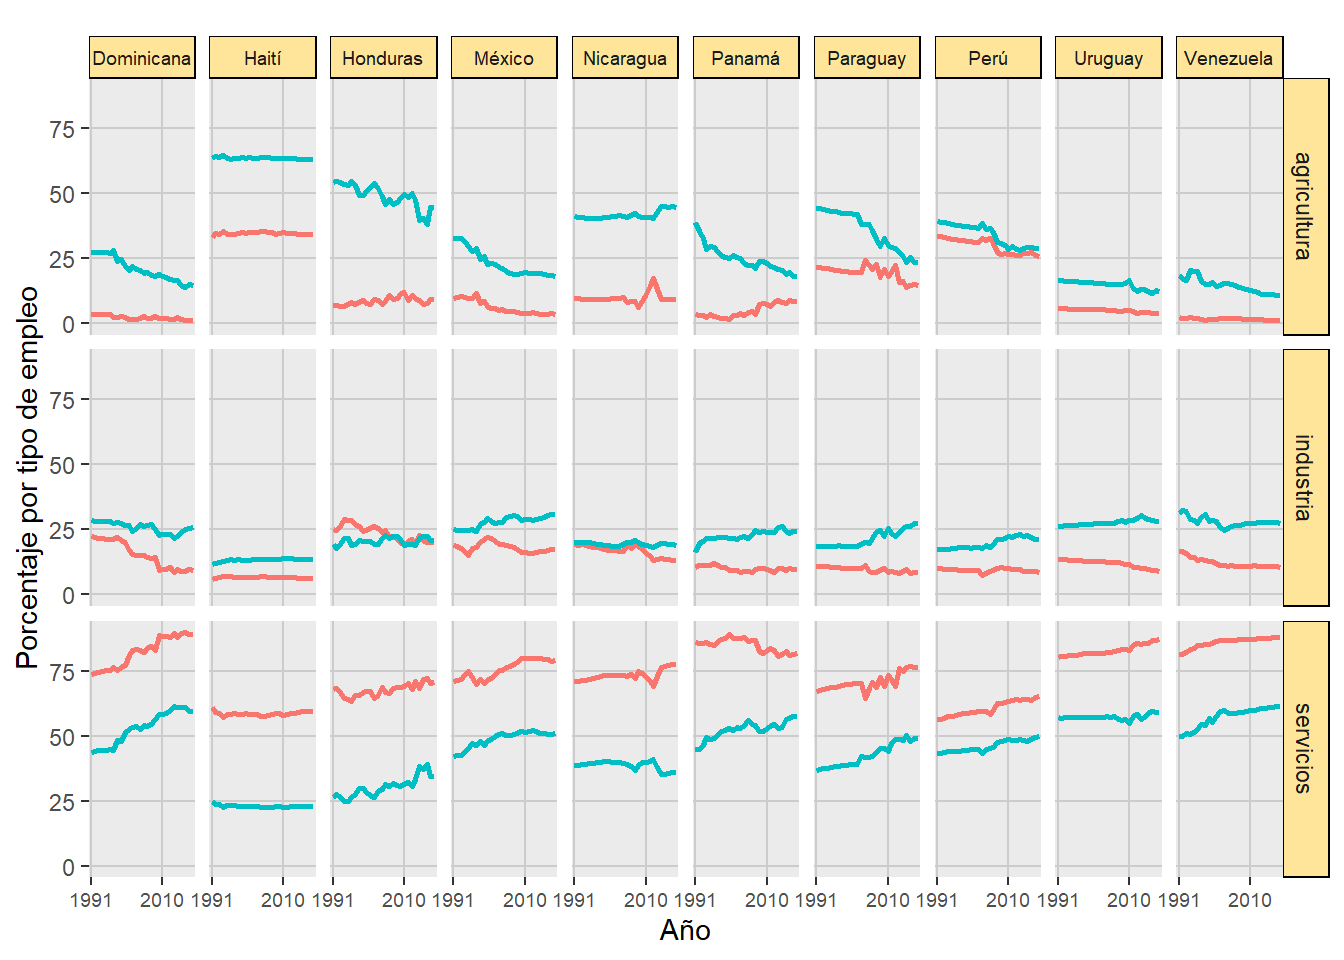 Dominicana Haití Honduras México Nicaragua Panamá Paraguay Perú Uruguay Venezuela
75
50
25
0
agricultura
75
50
25
0
industria
75
50
25
0
servicios
Porcentaje por tipo de empleo
1991 2010 1991 2010 1991 2010 1991 2010 1991 2010 1991 2010 1991 2010 1991 2010 1991 2010 1991 2010
Año